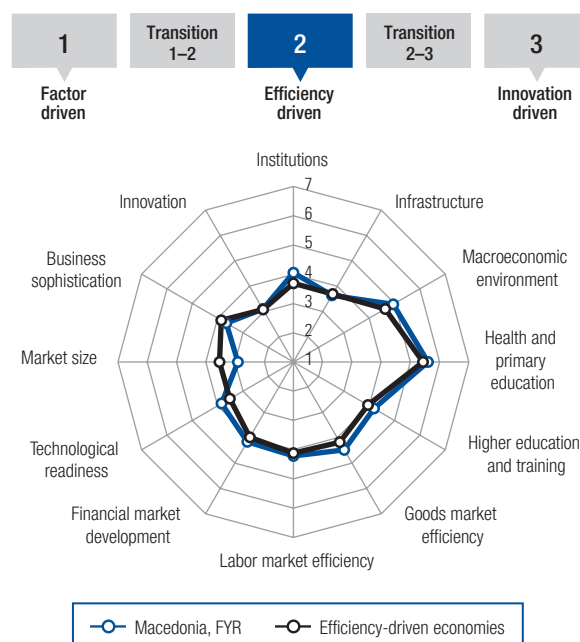 1
Transition
1–2
2
Transition
2–3
3
Factor
driven
Efficiency
driven
Innovation
driven
Institutions
Infrastructure
Macroeconomic
environment
Health and
primary
education
Higher education
and training
Goods market
efficiency
Labor market efficiency
Financial market
development
Technological
readiness
Market size
Business
sophistication
Innovation
7
6
5
4
3
2
1
Macedonia, FYR
Efficiency-driven economies